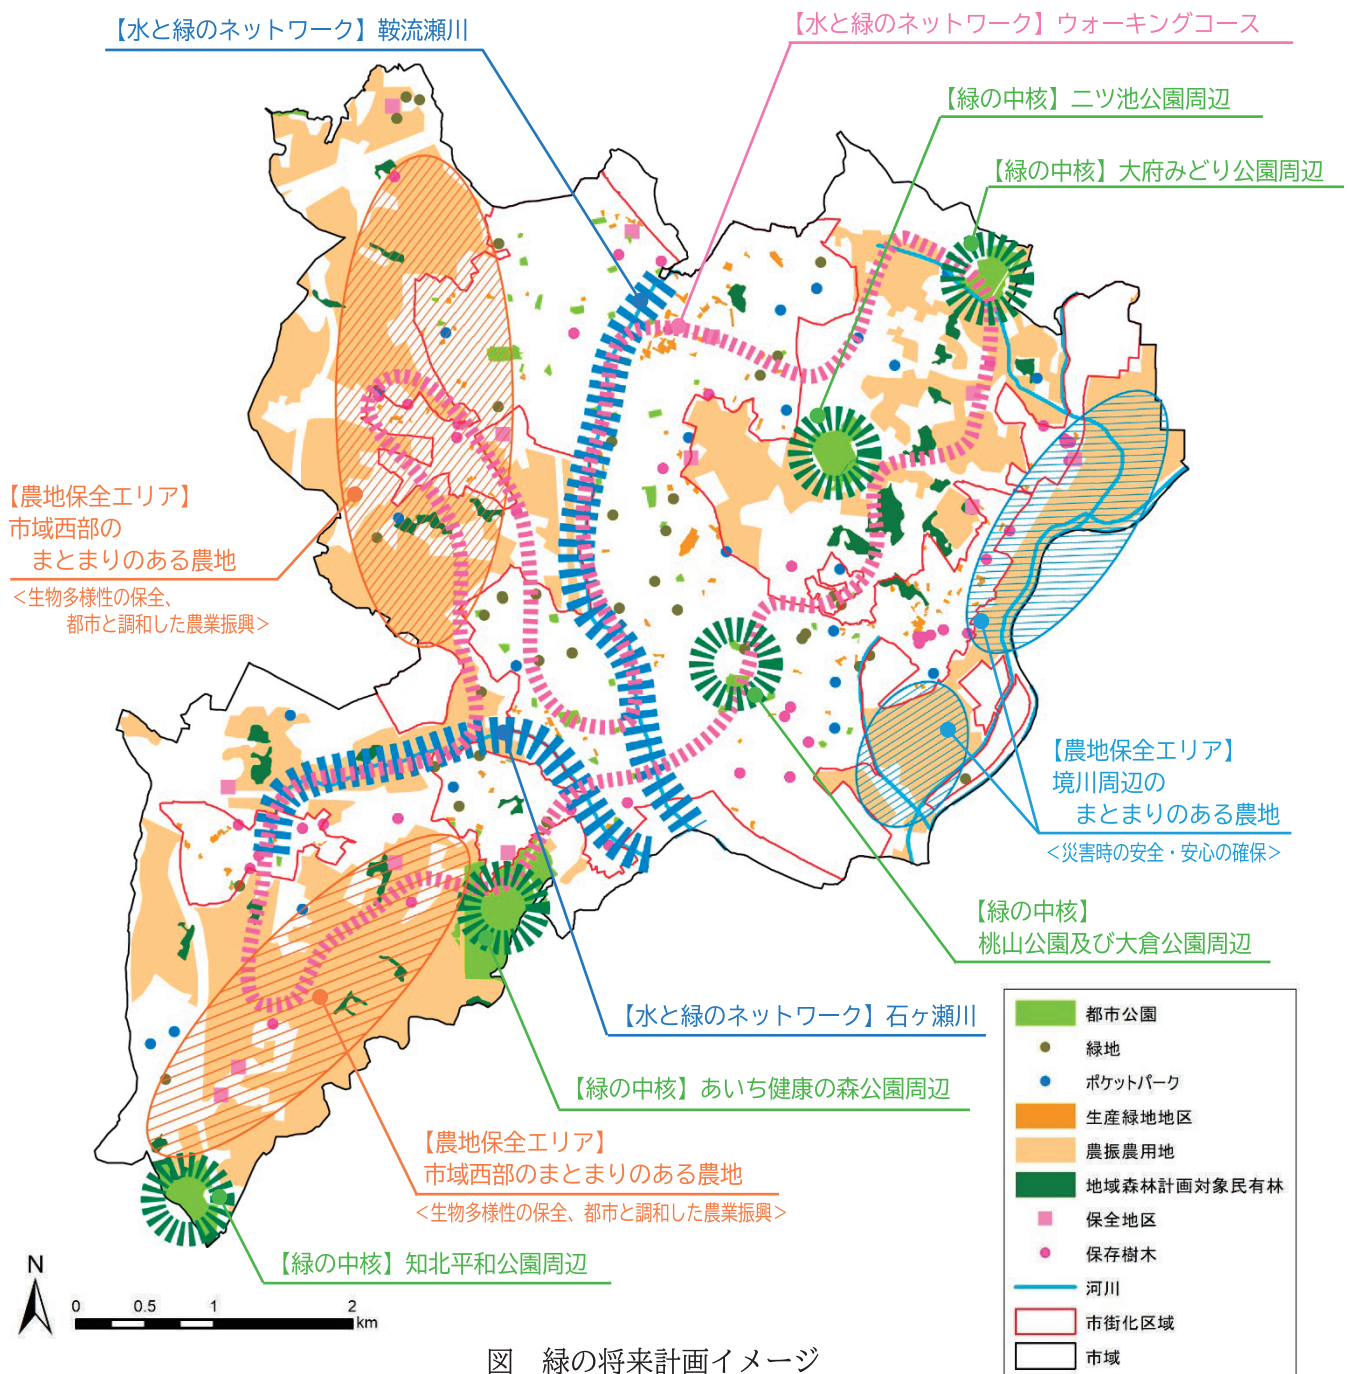 【水と緑のネットワーク】鞍流瀬川
【水と緑のネットワーク】ウォーキングコース
【緑の中核】二ツ池公園周辺
【緑の中核】大府みどり公園周辺
【農地保全エリア】
市域西部の
まとまりのある農地
＜生物多様性の保全、
都市と調和した農業振興＞
【農地保全エリア】
境川周辺の
まとまりのある農地
＜災害時の安全・安心の確保＞
【緑の中核】
桃山公園及び大倉公園周辺
【水と緑のネットワーク】石ヶ瀬川
【緑の中核】あいち健康の森公園周辺
【農地保全エリア】
市域西部のまとまりのある農地
＜生物多様性の保全、都市と調和した農業振興＞
【緑の中核】知北平和公園周辺
都市公園
緑地
ポケットパーク
生産緑地地区
農振農用地
地域森林計画対象民有林
保全地区
保存樹木
河川
市街化区域
市域
N
0 0.5 1 2
km
図　緑の将来計画イメージ